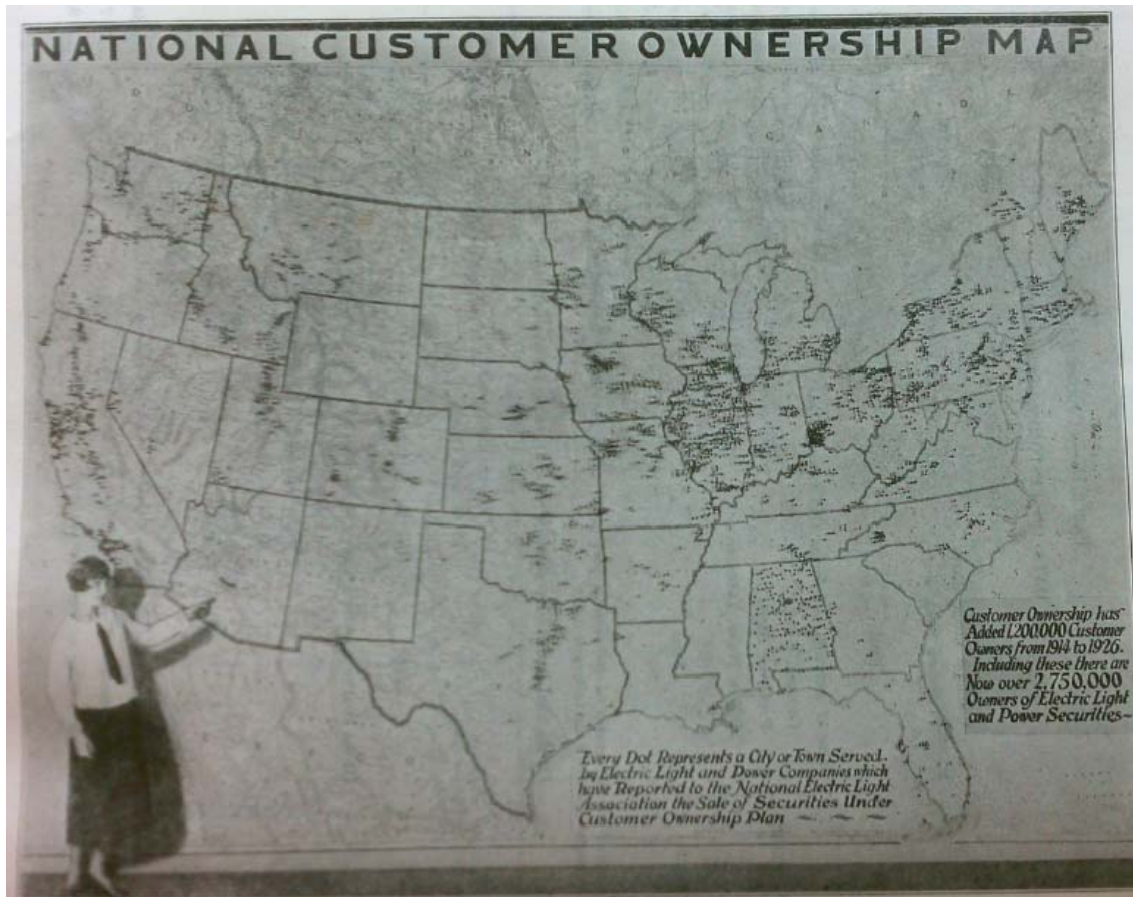 NATIONAL CUSTOMER OWNERSHIP MAP
C A N A D
Customer Ownership has
Added 1,200,000 Customer
Owners from 1914 to 1926.
Including these there are
Now over 2,750,000
Owners of Electric Light
and Power Securities~
Every Dot Represents a City or Town Served
by Electric Light and Power Companies which
have Reported to the National Electric Light
Association the Sale of Securities Under
Customer Ownership Plan ~ ~ ~